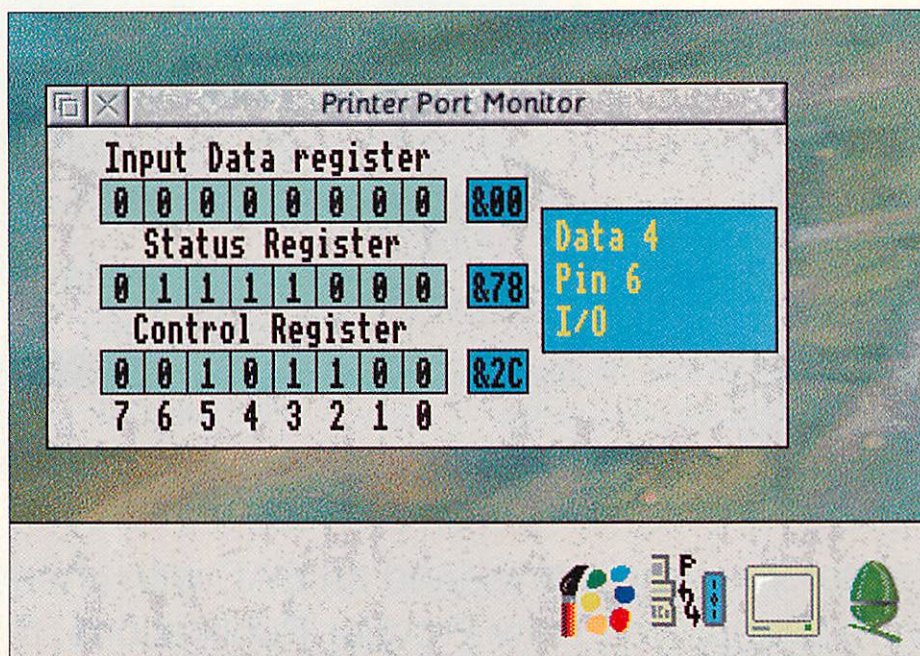 Printer Port Monitor
Input Data register
0 0 0 0 0 0 0 0 &00
Status Register
0 1 1 1 1 0 0 0 &78
Control Register
0 0 1 0 1 1 0 0 &2C
7 6 5 4 3 2 1 0
Data 4
Pin 6
I/O